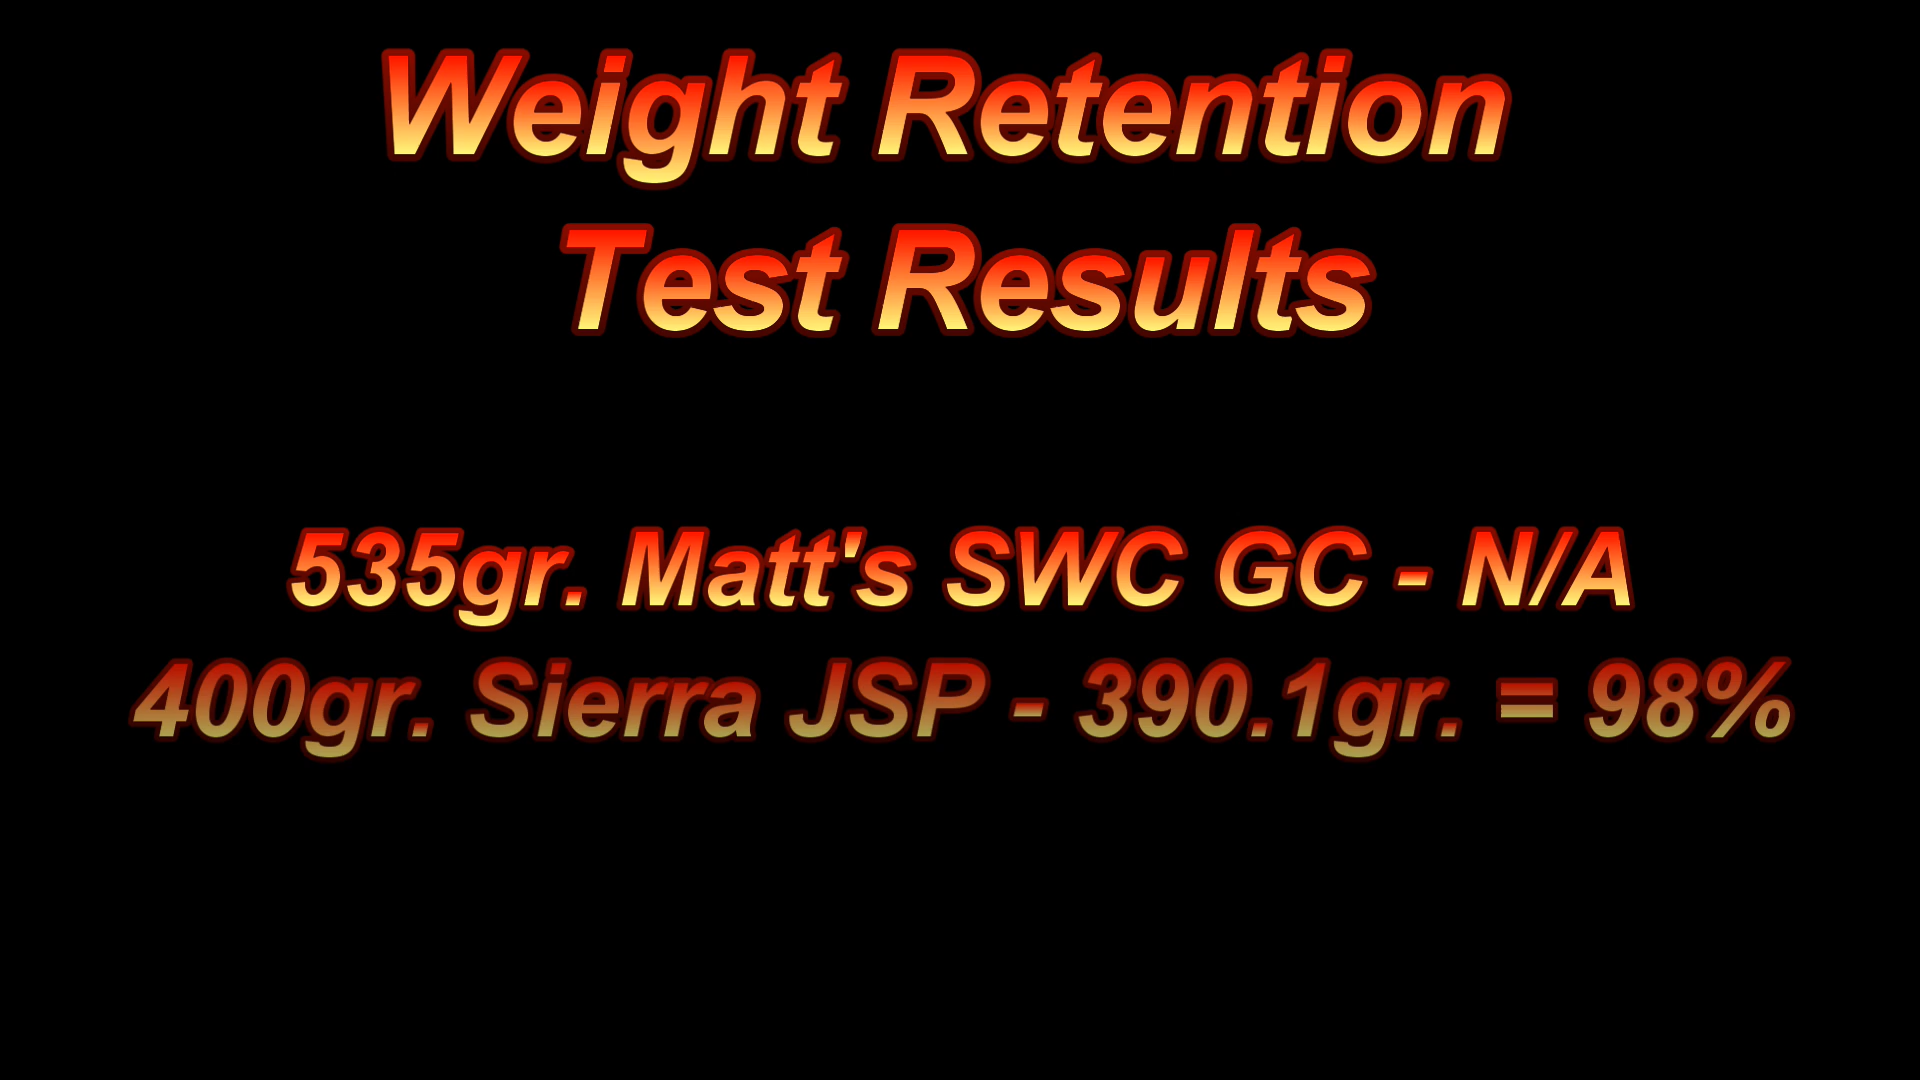 Weight Retention
Test Results
535gr. Matt's SWC GC - N/A
400gr. Sierra JSP - 390.1gr. = 98%